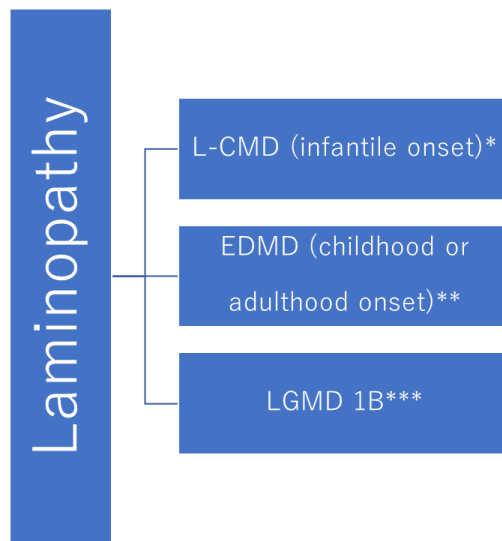 Laminopathy
L-CMD (infantile onset)*
EDMD (childhood or
adulthood onset)**
LGMD 1B***